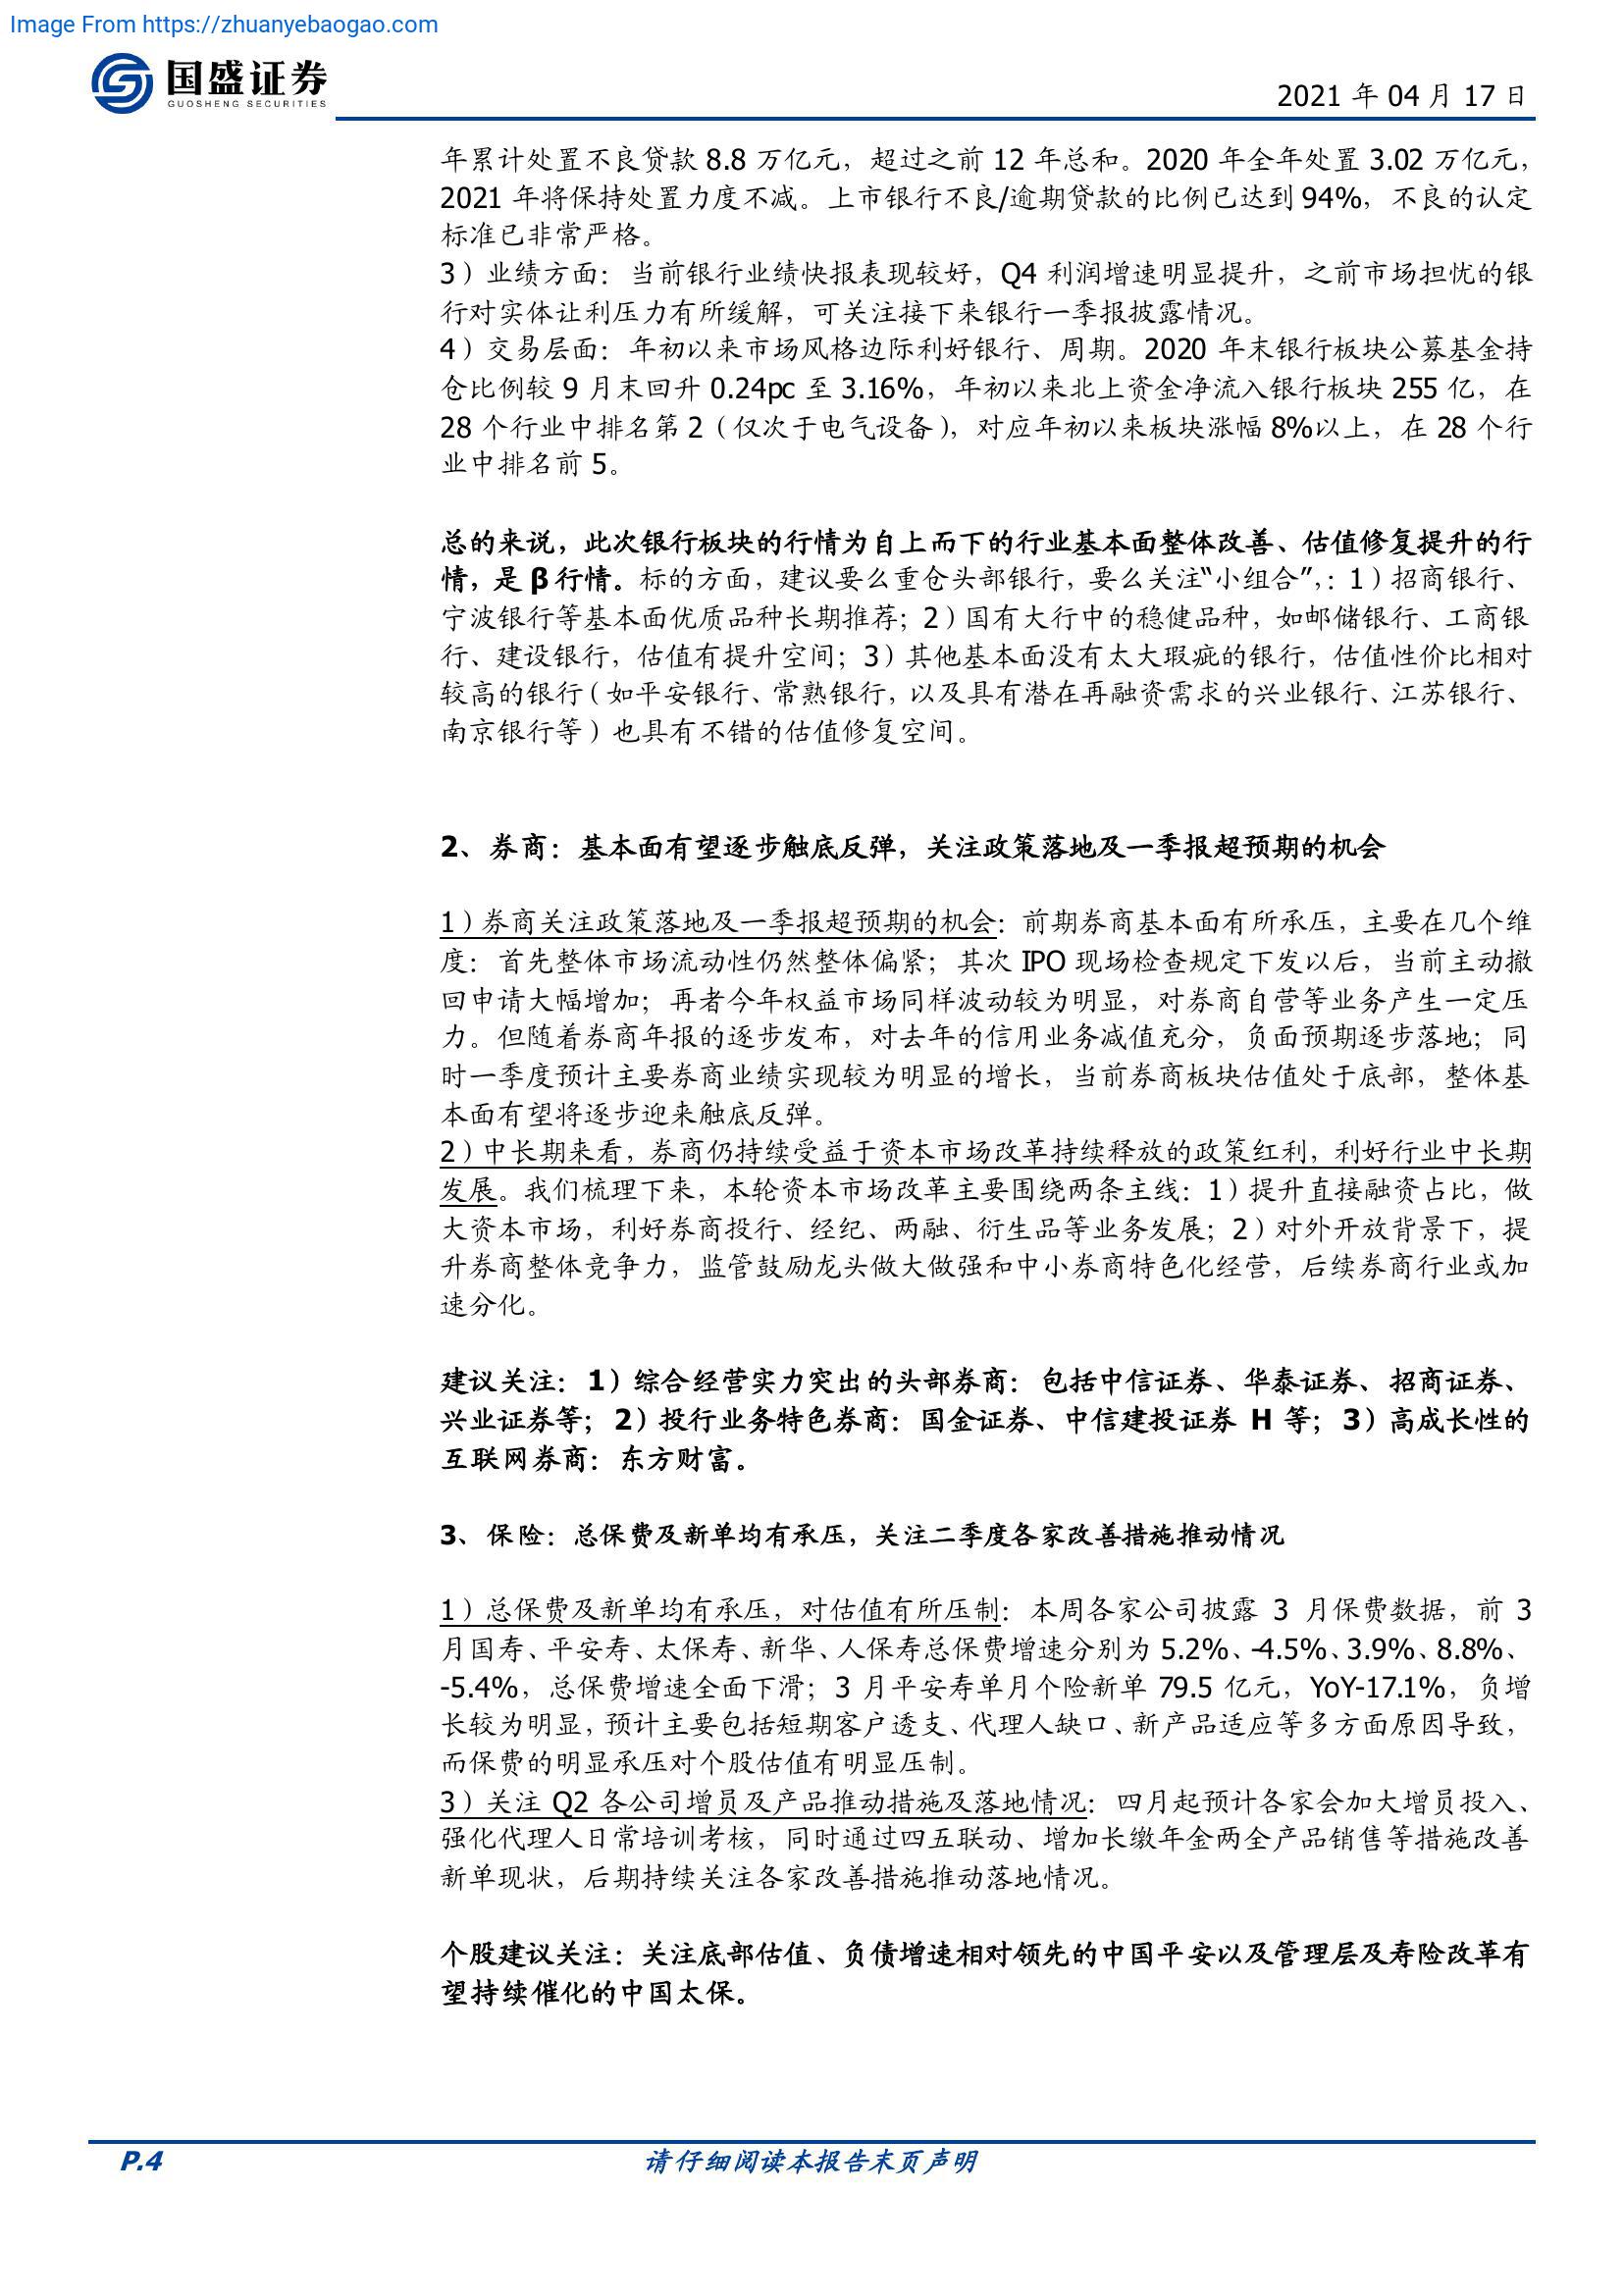 Image From https://zhuanyebaogao.com
国盛证券
GUOSHENG SECURITIES
2021 年 04 月 17 日
年累计处置不良贷款 8.8 万亿元，超过之前 12 年总和。2020 年全年处置 3.02 万亿元，
2021 年将保持处置力度不减。上市银行不良/逾期贷款的比例已达到 94%，不良的认定
标准已非常严格。
3）业绩方面：当前银行业绩快报表现较好，Q4 利润增速明显提升，之前市场担忧的银
行对实体让利压力有所缓解，可关注接下来银行一季报披露情况。
4）交易层面：年初以来市场风格边际利好银行、周期。2020 年末银行板块公募基金持
仓比例较 9 月末回升 0.24pc 至 3.16%，年初以来北上资金净流入银行板块 255 亿，在
28 个行业中排名第 2（仅次于电气设备），对应年初以来板块涨幅 8%以上，在 28 个行
业中排名前 5。
总的来说，此次银行板块的行情为自上而下的行业基本面整体改善、估值修复提升的行
情，是 β 行情。标的方面，建议要么重仓头部银行，要么关注“小组合”，：1）招商银行、
宁波银行等基本面优质品种长期推荐；2）国有大行中的稳健品种，如邮储银行、工商银
行、建设银行，估值有提升空间；3）其他基本面没有太大瑕疵的银行，估值性价比相对
较高的银行（如平安银行、常熟银行，以及具有潜在再融资需求的兴业银行、江苏银行、
南京银行等）也具有不错的估值修复空间。
2、券商：基本面有望逐步触底反弹，关注政策落地及一季报超预期的机会
1）券商关注政策落地及一季报超预期的机会：前期券商基本面有所承压，主要在几个维
度：首先整体市场流动性仍然整体偏紧；其次 IPO 现场检查规定下发以后，当前主动撤
回申请大幅增加；再者今年权益市场同样波动较为明显，对券商自营等业务产生一定压
力。但随着券商年报的逐步发布，对去年的信用业务减值充分，负面预期逐步落地；同
时一季度预计主要券商业绩实现较为明显的增长，当前券商板块估值处于底部，整体基
本面有望将逐步迎来触底反弹。
2）中长期来看，券商仍持续受益于资本市场改革持续释放的政策红利，利好行业中长期
发展。我们梳理下来，本轮资本市场改革主要围绕两条主线：1）提升直接融资占比，做
大资本市场，利好券商投行、经纪、两融、衍生品等业务发展；2）对外开放背景下，提
升券商整体竞争力，监管鼓励龙头做大做强和中小券商特色化经营，后续券商行业或加
速分化。
建议关注：1）综合经营实力突出的头部券商：包括中信证券、华泰证券、招商证券、
兴业证券等；2）投行业务特色券商：国金证券、中信建投证券 H 等；3）高成长性的
互联网券商：东方财富。
3、保险：总保费及新单均有承压，关注二季度各家改善措施推动情况
1）总保费及新单均有承压，对估值有所压制：本周各家公司披露 3 月保费数据，前 3
月国寿、平安寿、太保寿、新华、人保寿总保费增速分别为 5.2%、-4.5%、3.9%、8.8%、
-5.4%，总保费增速全面下滑；3 月平安寿单月个险新单 79.5 亿元，YoY-17.1%，负增
长较为明显，预计主要包括短期客户透支、代理人缺口、新产品适应等多方面原因导致，
而保费的明显承压对个股估值有明显压制。
3）关注 Q2 各公司增员及产品推动措施及落地情况：四月起预计各家会加大增员投入、
强化代理人日常培训考核，同时通过四五联动、增加长缴年金两全产品销售等措施改善
新单现状，后期持续关注各家改善措施推动落地情况。
个股建议关注：关注底部估值、负债增速相对领先的中国平安以及管理层及寿险改革有
望持续催化的中国太保。
P.4
请仔细阅读本报告末页声明